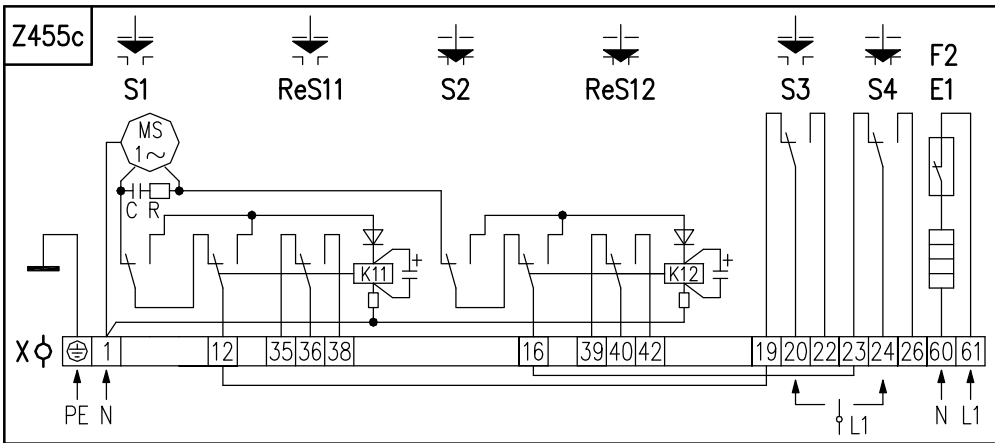 Z455c
F2
S1 ReS11 S2 ReS12 S3 S4 E1
MS
1~
C R
K11 + K12 +
X 1 12 35 36 38 16 39 40 42 19 20 22 23 24 26 60 61
PE N L1 N L1